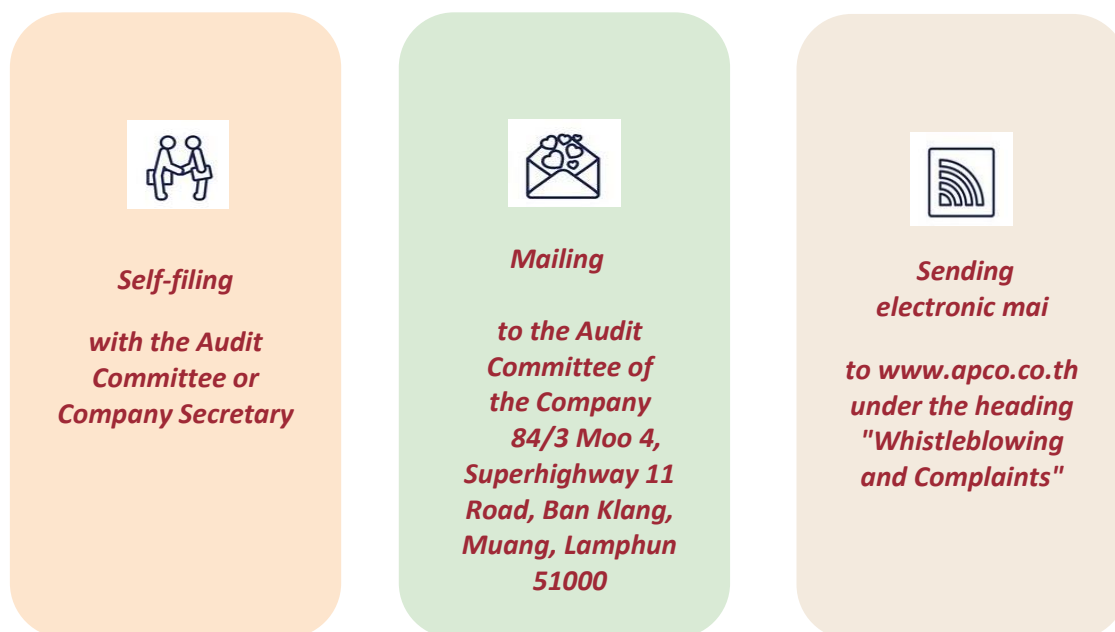 Self-filing
with the Audit
Committee or
Company Secretary
Mailing
to the Audit
Committee of
the Company
84/3 Moo 4,
Superhighway 11
Road, Ban Klang,
Muang, Lamphun
51000
Sending
electronic mai
to www.apco.co.th
under the heading
"Whistleblowing
and Complaints"